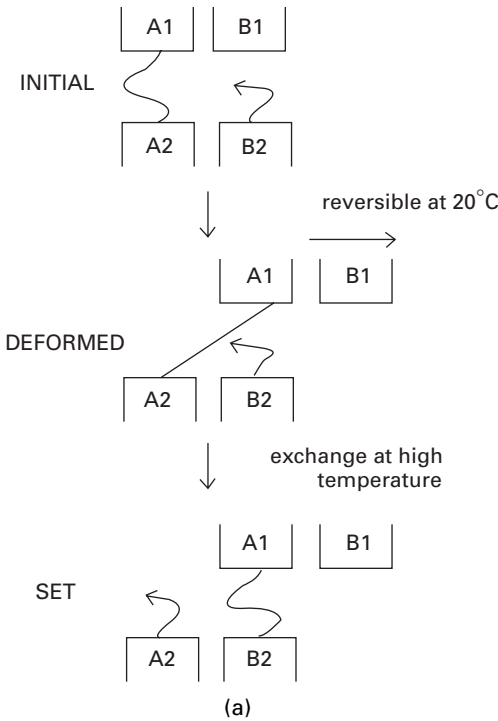 A1 B1
INITIAL
A2 B2
reversible at 20°C
A1 B1
DEFORMED
A2 B2
exchange at high
temperature
A1 B1
SET
A2 B2
(a)